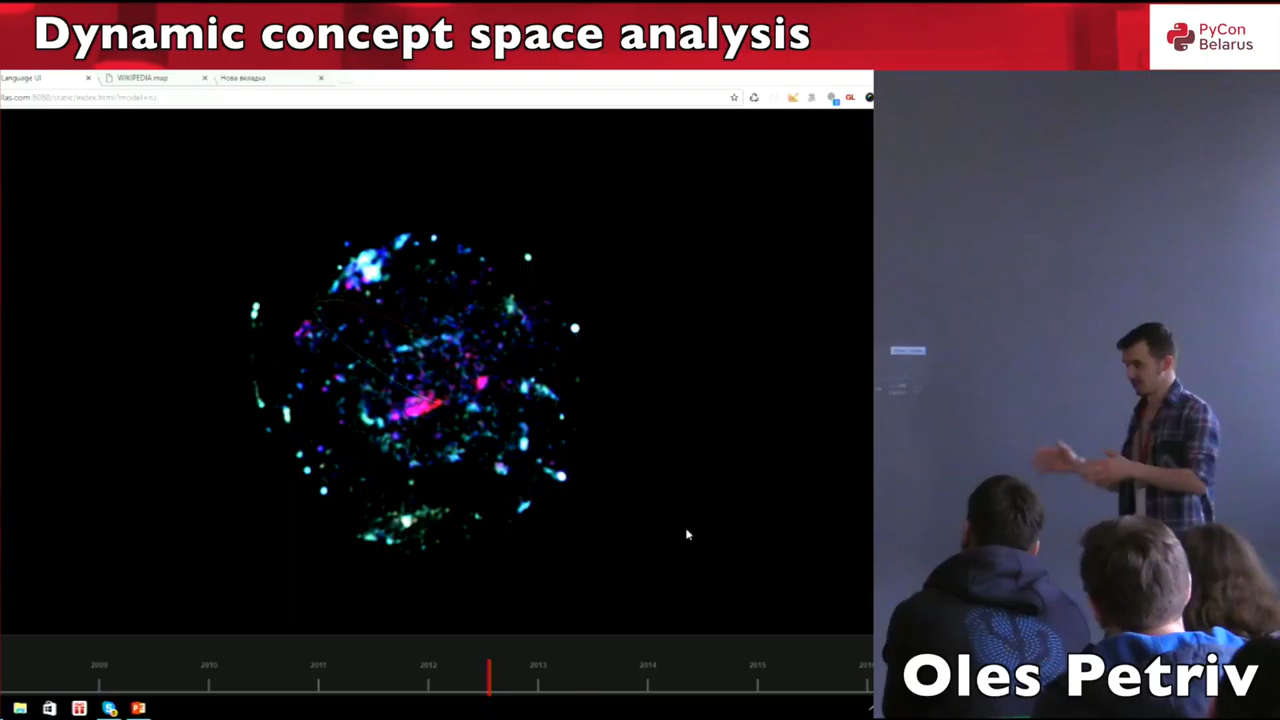 Dynamic concept space analysis
PyCon
Belarus
Language UI
WIKIPEDIA map
Нова вкладка
GL
2009
2010
2011
2012
2013
2014
2015
Oles Petriv